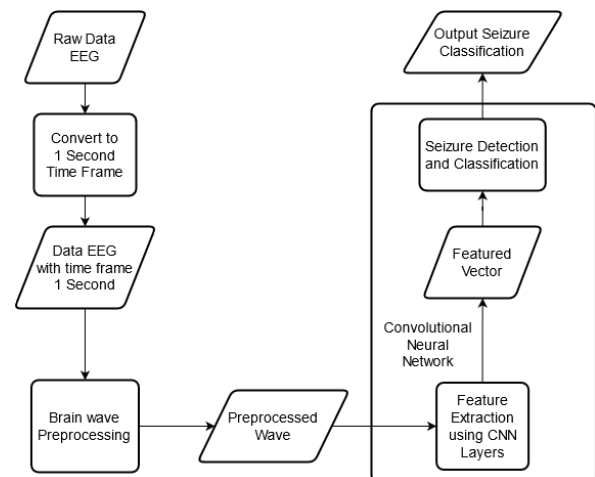 Raw Data
EEG
Convert to
1 Second
Time Frame
Data EEG
with time frame
1 Second
Brain wave
Preprocessing
Preprocessed
Wave
Feature
Extraction
using CNN
Layers
Convolutional
Neural
Network
Featured
Vector
Seizure Detection
and Classification
Output Seizure
Classification